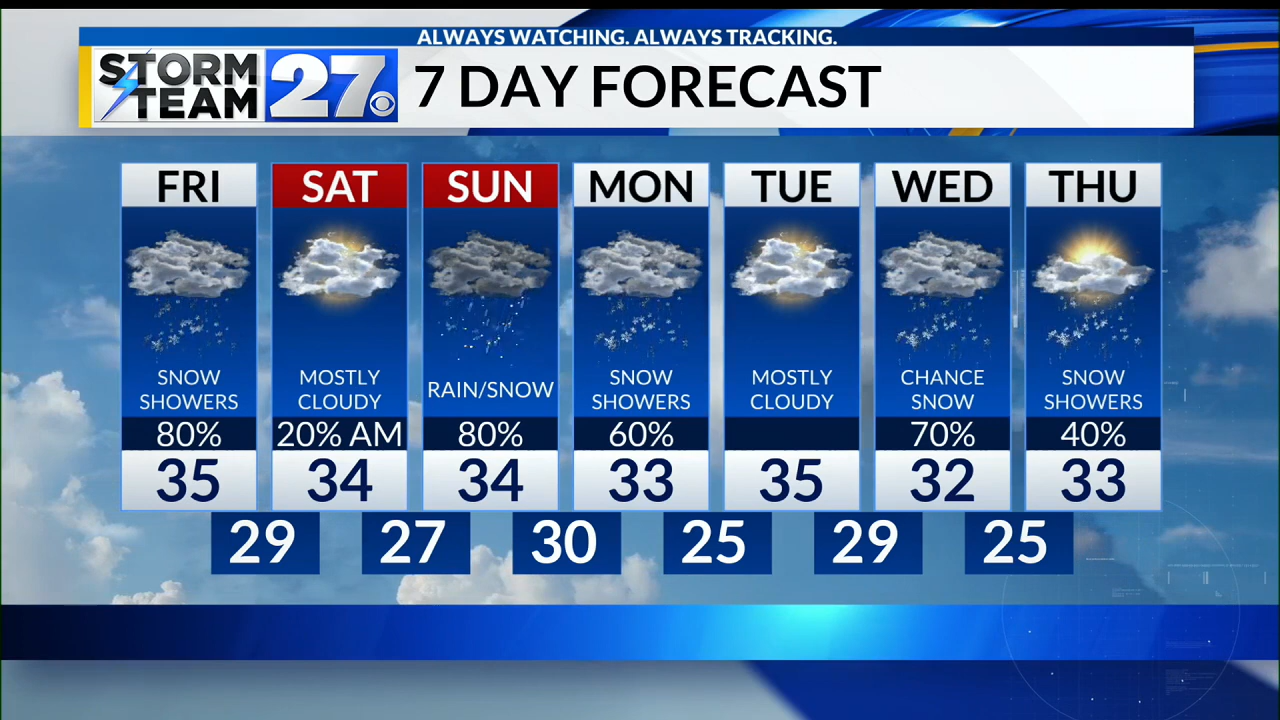 ALWAYS WATCHING. ALWAYS TRACKING.
STORM
TEAM
27
7 DAY FORECAST
FRI
SAT
SUN
MON
TUE
WED
THU
SNOW
SHOWERS
MOSTLY
CLOUDY
RAIN/SNOW
SNOW
SHOWERS
MOSTLY
CLOUDY
CHANCE
SNOW
SNOW
SHOWERS
80%
20% AM
80%
60%
70%
40%
35
34
34
33
35
32
33
29
27
30
25
29
25